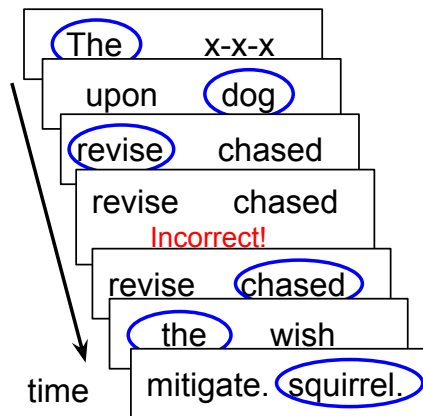 The x-x-x
upon dog
revise chased
revise chased
Incorrect!
revise chased
the wish
mitigate. squirrel.
time